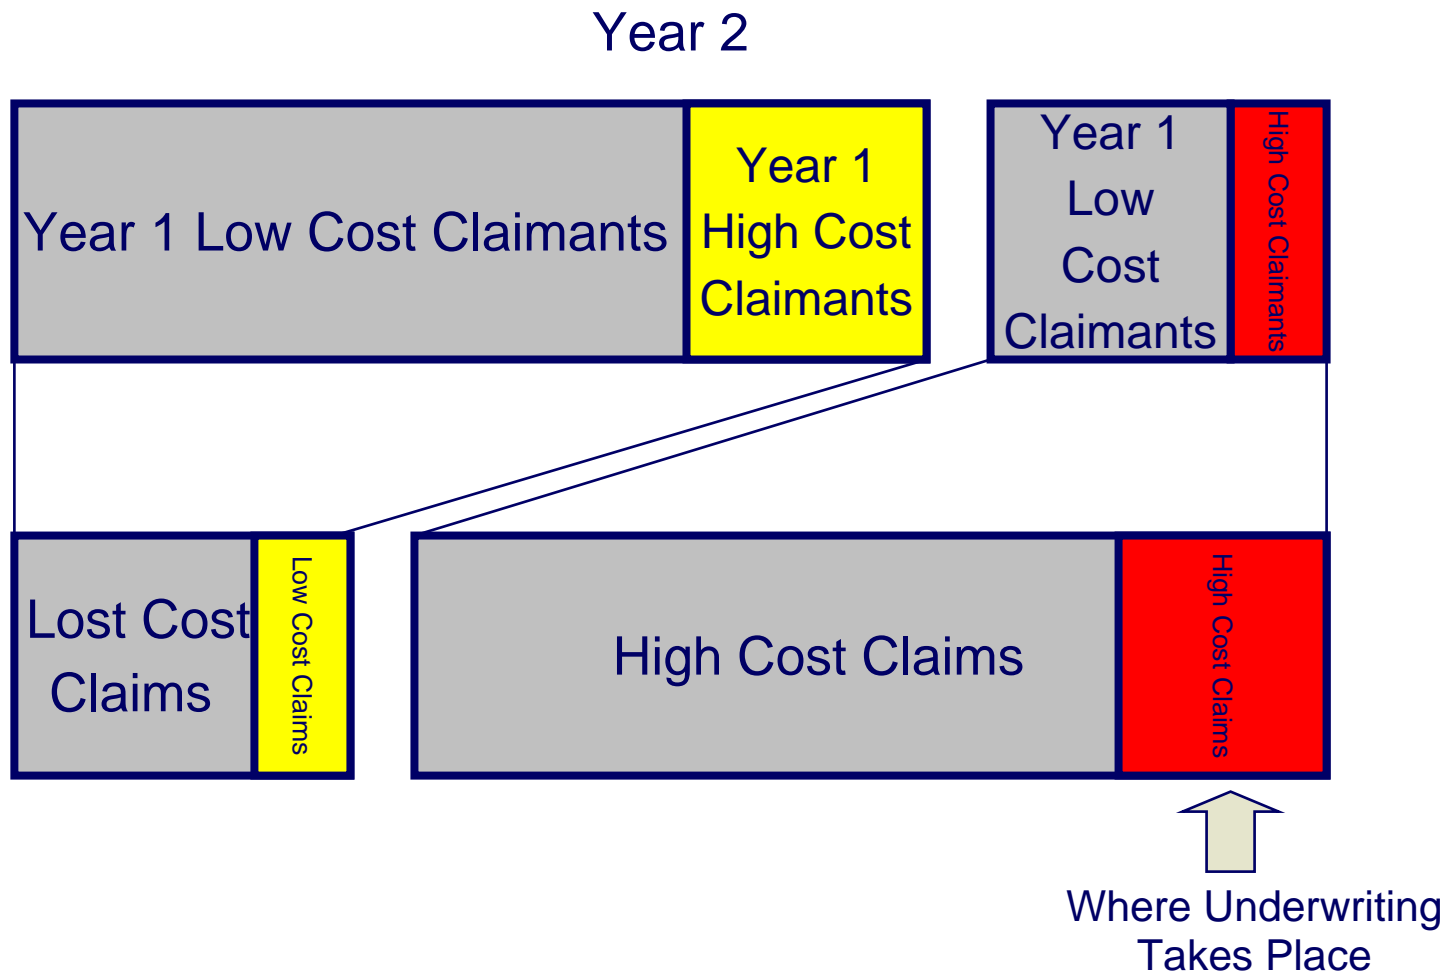 Year 2
Year 1 Low Cost Claimants
Year 1
High Cost
Claimants
Year 1
Low
Cost
Claimants
High Cost Claimants
Lost Cost
Claims
Low Cost Claims
High Cost Claims
High Cost Claims
Where Underwriting
Takes Place